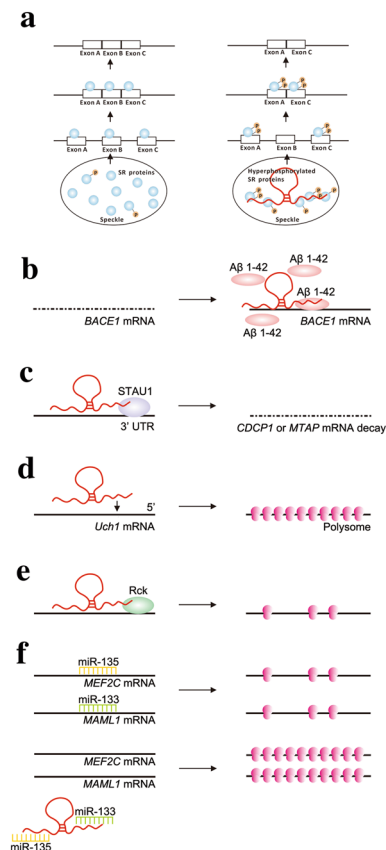 a
Exon A Exon B Exon C
Exon A Exon C
Exon A Exon B Exon C
P P P P
Exon A Exon C
Exon A Exon B Exon C
P P P P
Exon A Exon B Exon C
P
SR proteins
P
Speckle
Hyperphosphorylated
SR proteins
P P P P P P P P
Speckle
b
Aβ 1-42
Aβ 1-42
Aβ 1-42
Aβ 1-42
BACE1 mRNA
BACE1 mRNA
c
STAU1
3' UTR
CDCP1 or MTAP mRNA decay
d
5'
Uch1 mRNA
Polysome
e
Rck
f
miR-135
MEF2C mRNA
miR-133
MAML1 mRNA
MEF2C mRNA
MAML1 mRNA
miR-133
miR-135